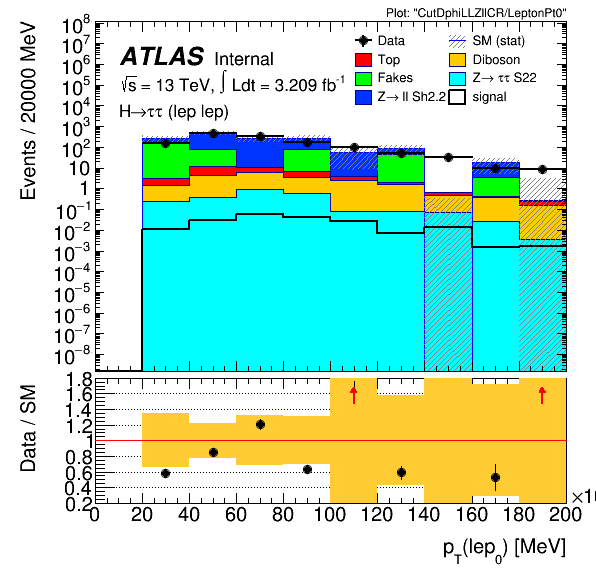 Plot: "CutDphiLLZllCR/LeptonPt0"
ATLAS Internal
√s = 13 TeV, ∫ Ldt = 3.209 fb⁻¹
H→ττ (lep lep)
Data
SM (stat)
Top
Diboson
Fakes
Z→ ττ S22
Z→ ll Sh2.2
signal
Events / 20000 MeV
10⁸
10⁷
10⁶
10⁵
10⁴
10³
10²
10
1
10⁻¹
10⁻²
10⁻³
10⁻⁴
10⁻⁵
10⁻⁶
10⁻⁷
10⁻⁸
Data / SM
1.8
1.6
1.4
1.2
1
0.8
0.6
0.4
0.2
0 20 40 60 80 100 120 140 160 180 200
p_T(lep₀) [MeV]